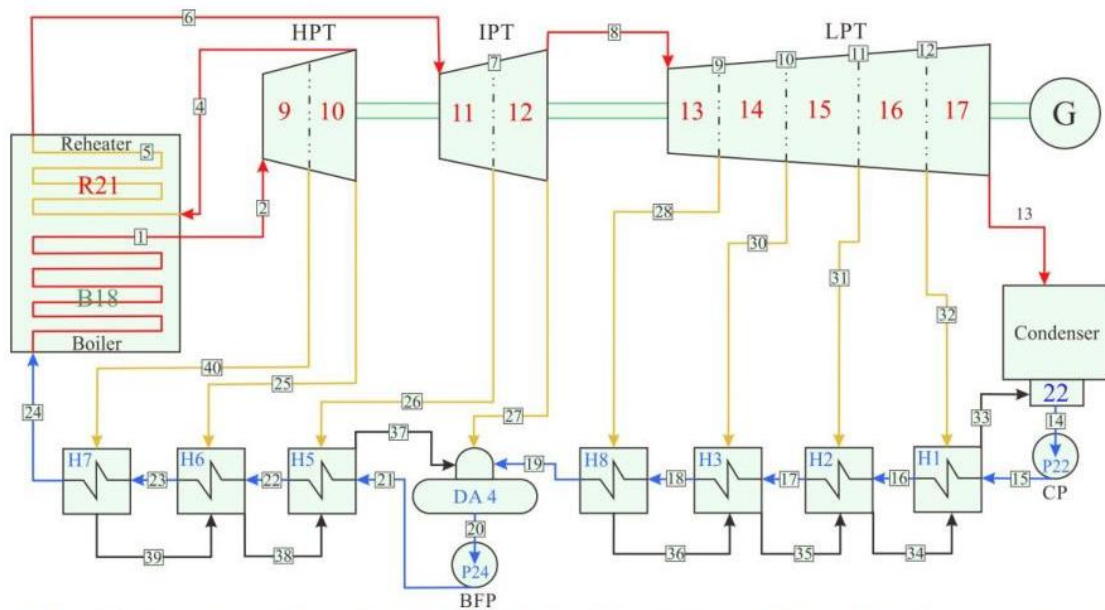 6
HPT
IPT
8
LPT
7
9
10
11
12
4
9
10
11
12
13
14
15
16
17
G
Reheater
5
R21
2
1
B18
Boiler
28
30
31
32
13
Condenser
22
40
25
26
27
33
14
24
37
H7
H6
H5
H8
H3
H2
H1
P22
CP
23
22
21
DA 4
19
18
17
16
15
20
39
38
36
35
34
P24
BFP